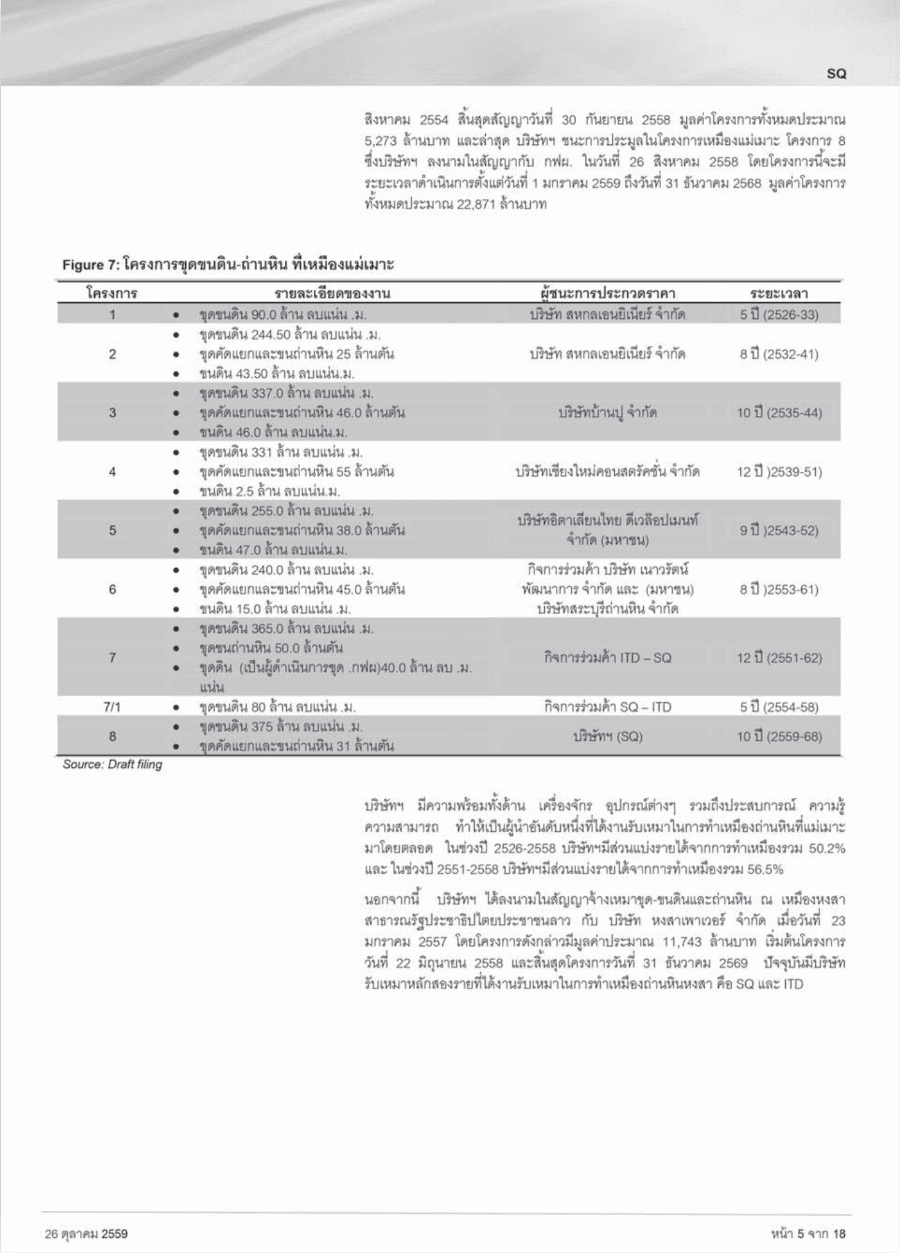 SQ
สิงหาคม 2554 สิ้นสุดสัญญาวันที่ 30 กันยายน 2558 มูลค่าโครงการทั้งหมดประมาณ
5,273 ล้านบาท และล่าสุด บริษัทฯ ชนะการประมูลในโครงการเหมืองแม่เมาะ โครงการ 8
ซึ่งบริษัทฯ ลงนามในสัญญากับ กฟผ. ในวันที่ 26 สิงหาคม 2558 โดยโครงการนี้จะมี
ระยะเวลาดำเนินการตั้งแต่วันที่ 1 มกราคม 2559 ถึงวันที่ 31 ธันวาคม 2568 มูลค่าโครงการ
ทั้งหมดประมาณ 22,871 ล้านบาท
Figure 7: โครงการขุดขนดิน-ถ่านหิน ที่เหมืองแม่เมาะ
โครงการ รายละเอียดของงาน ผู้ชนะการประกวดราคา ระยะเวลา
1 • ขุดขนดิน 90.0 ล้าน ลบแน่น .ม. บริษัท สหกลเอนยิเนียร์ จำกัด 5 ปี (2526-33)
• ขุดขนดิน 244.50 ล้าน ลบแน่น .ม.
2 • ขุดคัดแยกและขนถ่านหิน 25 ล้านตัน บริษัท สหกลเอนยิเนียร์ จำกัด 8 ปี (2532-41)
• ขนดิน 43.50 ล้าน ลบแน่น.ม.
• ขุดขนดิน 337.0 ล้าน ลบแน่น .ม.
3 • ขุดคัดแยกและขนถ่านหิน 46.0 ล้านตัน บริษัทบ้านปู จำกัด 10 ปี (2535-44)
• ขนดิน 46.0 ล้าน ลบแน่น.ม.
• ขุดขนดิน 331 ล้าน ลบแน่น .ม.
4 • ขุดคัดแยกและขนถ่านหิน 55 ล้านตัน บริษัทเชียงใหม่คอนสตรัคชั่น จำกัด 12 ปี )2539-51)
• ขนดิน 2.5 ล้าน ลบแน่น.ม.
• ขุดขนดิน 255.0 ล้าน ลบแน่น .ม.
5 • ขุดคัดแยกและขนถ่านหิน 38.0 ล้านตัน บริษัทอิตาเลียนไทย ดีเวล๊อปเมนท์ จำกัด (มหาชน) 9 ปี )2543-52)
• ขนดิน 47.0 ล้าน ลบแน่น.ม.
• ขุดขนดิน 240.0 ล้าน ลบแน่น .ม. กิจการร่วมค้า บริษัท เนาวรัตน์
6 • ขุดคัดแยกและขนถ่านหิน 45.0 ล้านตัน พัฒนาการ จำกัด และ (มหาชน) 8 ปี )2553-61)
• ขนดิน 15.0 ล้าน ลบแน่น .ม. บริษัทสระบุรีถ่านหิน จำกัด
• ขุดขนดิน 365.0 ล้าน ลบแน่น .ม.
• ขุดขนถ่านหิน 50.0 ล้านตัน
7 • ขุดดิน (เป็นผู้ดำเนินการขุด .กฟผ)40.0 ล้าน ลบ .ม. กิจการร่วมค้า ITD – SQ 12 ปี (2551-62)
แน่น
7/1 • ขุดขนดิน 80 ล้าน ลบแน่น .ม. กิจการร่วมค้า SQ – ITD 5 ปี (2554-58)
• ขุดขนดิน 375 ล้าน ลบแน่น .ม.
8 • ขุดคัดแยกและขนถ่านหิน 31 ล้านตัน บริษัทฯ (SQ) 10 ปี (2559-68)
Source: Draft filing
บริษัทฯ มีความพร้อมทั้งด้าน เครื่องจักร อุปกรณ์ต่างๆ รวมถึงประสบการณ์ ความรู้
ความสามารถ ทำให้เป็นผู้นำอันดับหนึ่งที่ได้งานรับเหมาในการทำเหมืองถ่านหินที่แม่เมาะ
มาโดยตลอด ในช่วงปี 2526-2558 บริษัทฯมีส่วนแบ่งรายได้จากการทำเหมืองรวม 50.2%
และ ในช่วงปี 2551-2558 บริษัทฯมีส่วนแบ่งรายได้จากการทำเหมืองรวม 56.5%
นอกจากนี้ บริษัทฯ ได้ลงนามในสัญญาจ้างเหมาขุด-ขนดินและถ่านหิน ณ เหมืองหงสา
สาธารณรัฐประชาธิปไตยประชาชนลาว กับ บริษัท หงสาเพาเวอร์ จำกัด เมื่อวันที่ 23
มกราคม 2557 โดยโครงการดังกล่าวมีมูลค่าประมาณ 11,743 ล้านบาท เริ่มต้นโครงการ
วันที่ 22 มิถุนายน 2558 และสิ้นสุดโครงการวันที่ 31 ธันวาคม 2569 ปัจจุบันมีบริษัท
รับเหมาหลักสองรายที่ได้งานรับเหมาในการทำเหมืองถ่านหินหงสา คือ SQ และ ITD
26 ตุลาคม 2559
หน้า 5 จาก 18